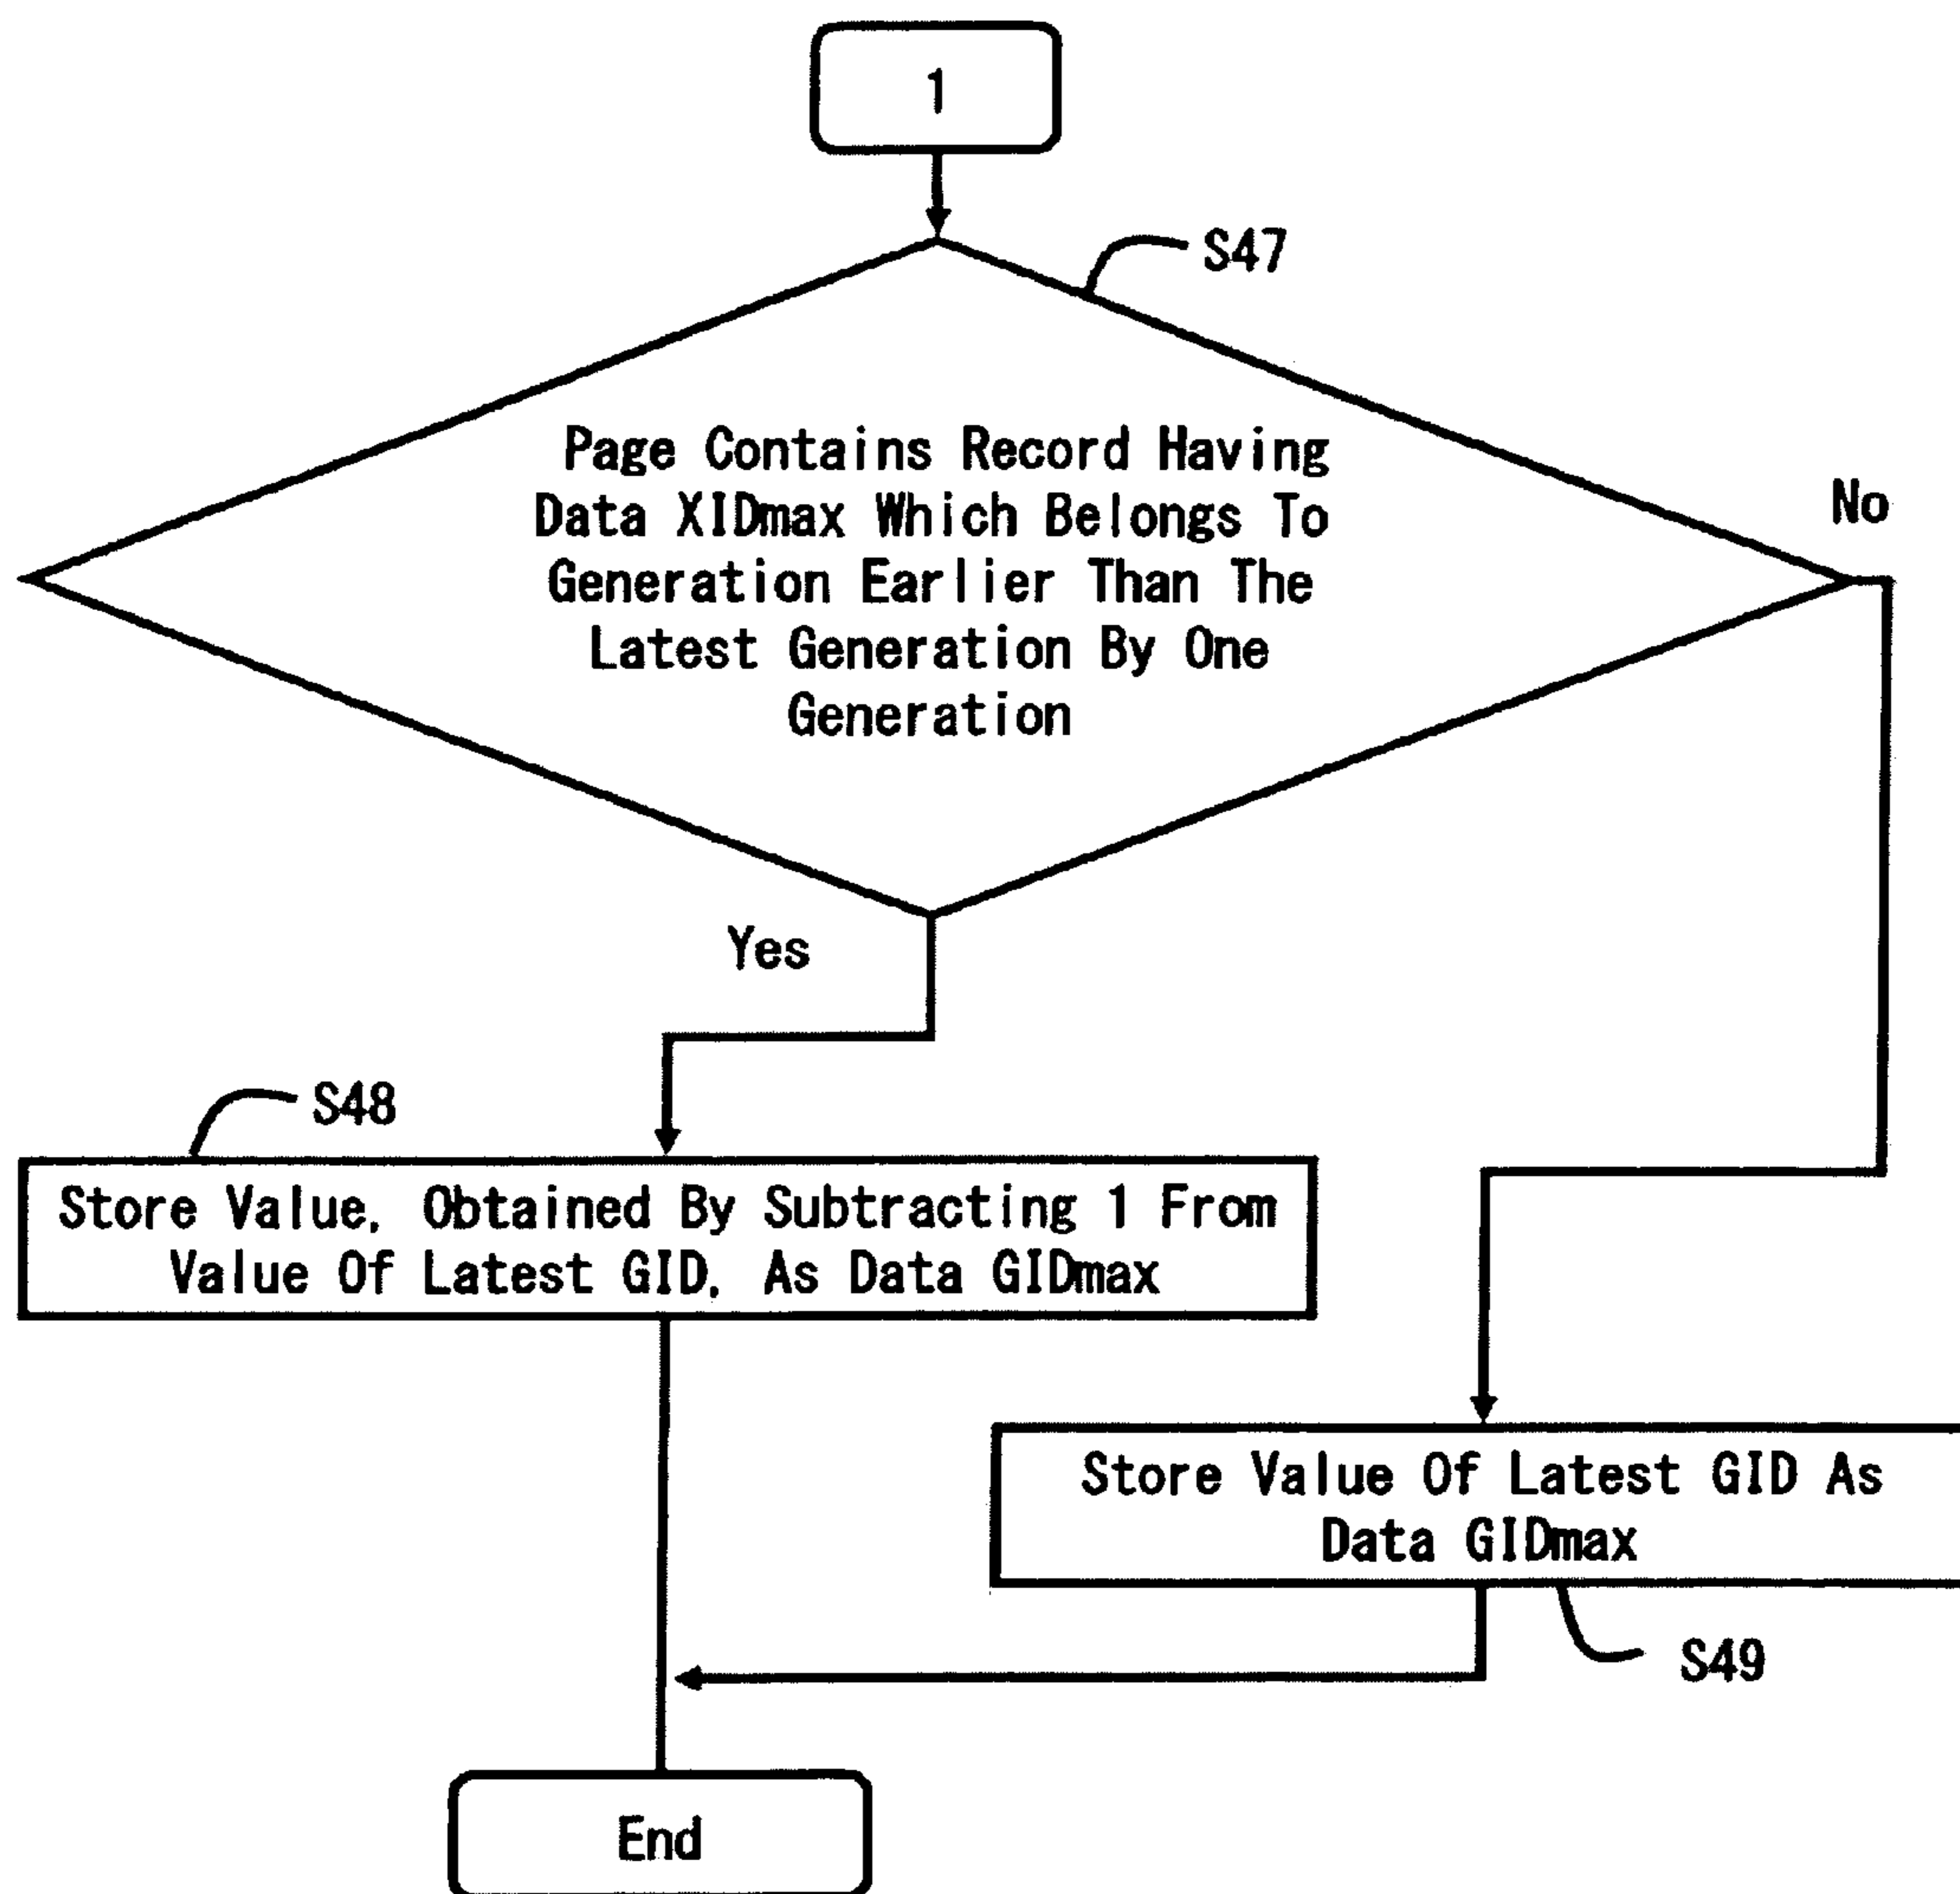 1
S47
Page Contains Record Having
Data XIDmax Which Belongs To
Generation Earlier Than The
Latest Generation By One
Generation
No
Yes
S48
Store Value, Obtained By Subtracting 1 From
Value Of Latest GID, As Data GIDmax
Store Value Of Latest GID As
Data GIDmax
S49
End